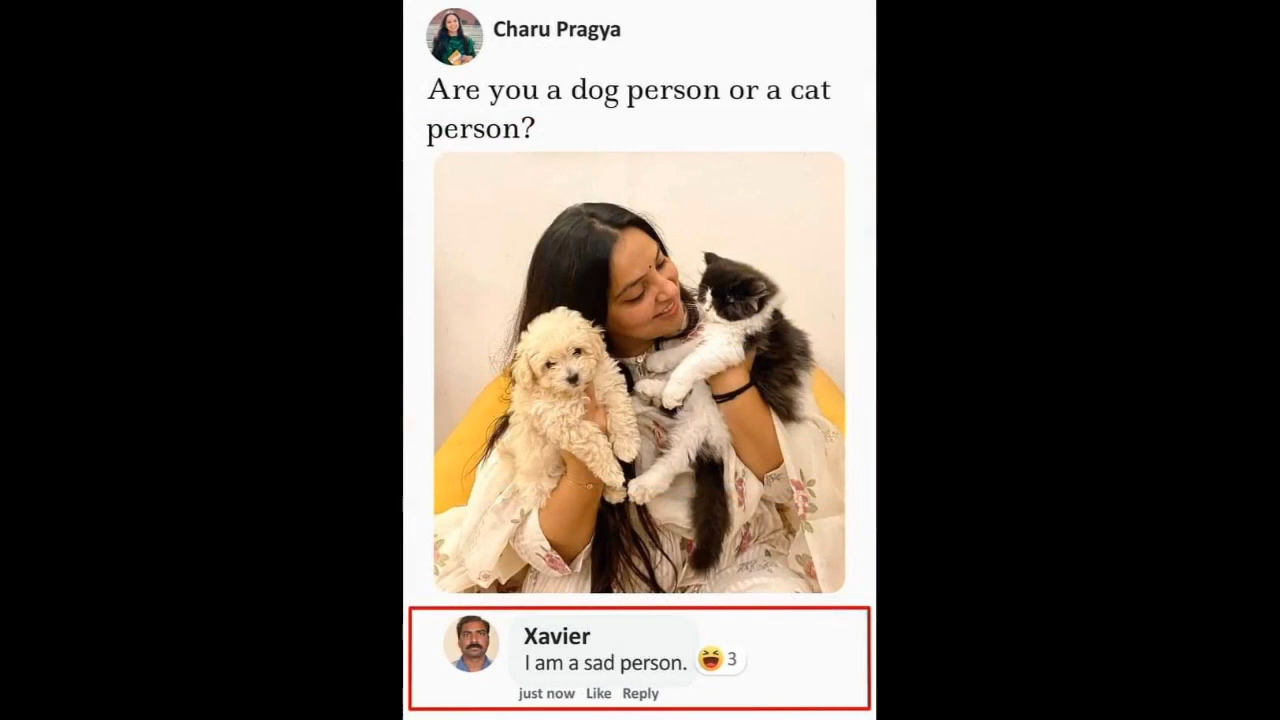 Charu Pragya
Are you a dog person or a cat
person?
Xavier
I am a sad person.
3
just now Like Reply